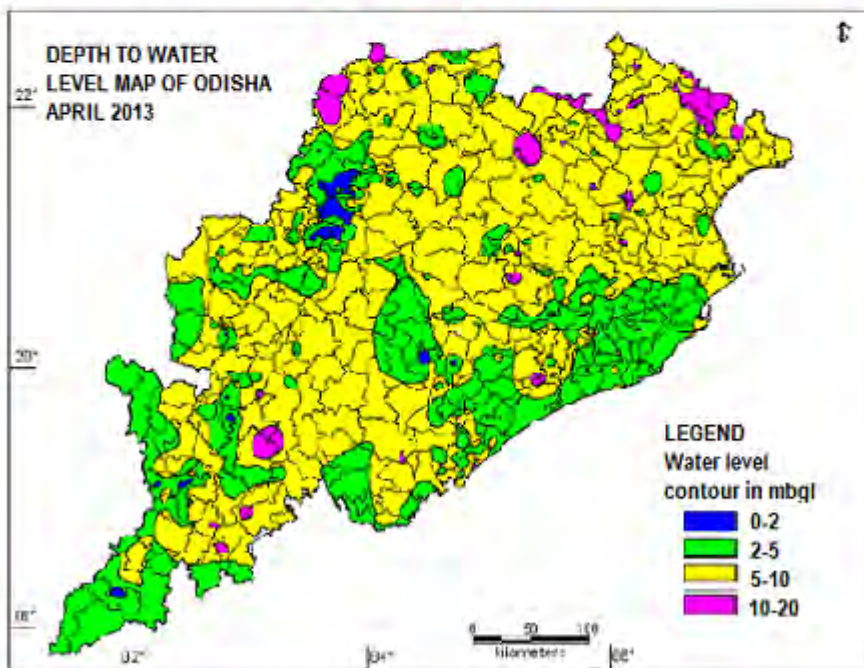 DEPTH TO WATER
LEVEL MAP OF ODISHA
APRIL 2013
22°
20°
18°
LEGEND
Water level
contour in mbgl
0-2
2-5
5-10
10-20
0 50 100
kilometers
82°
84°
86°